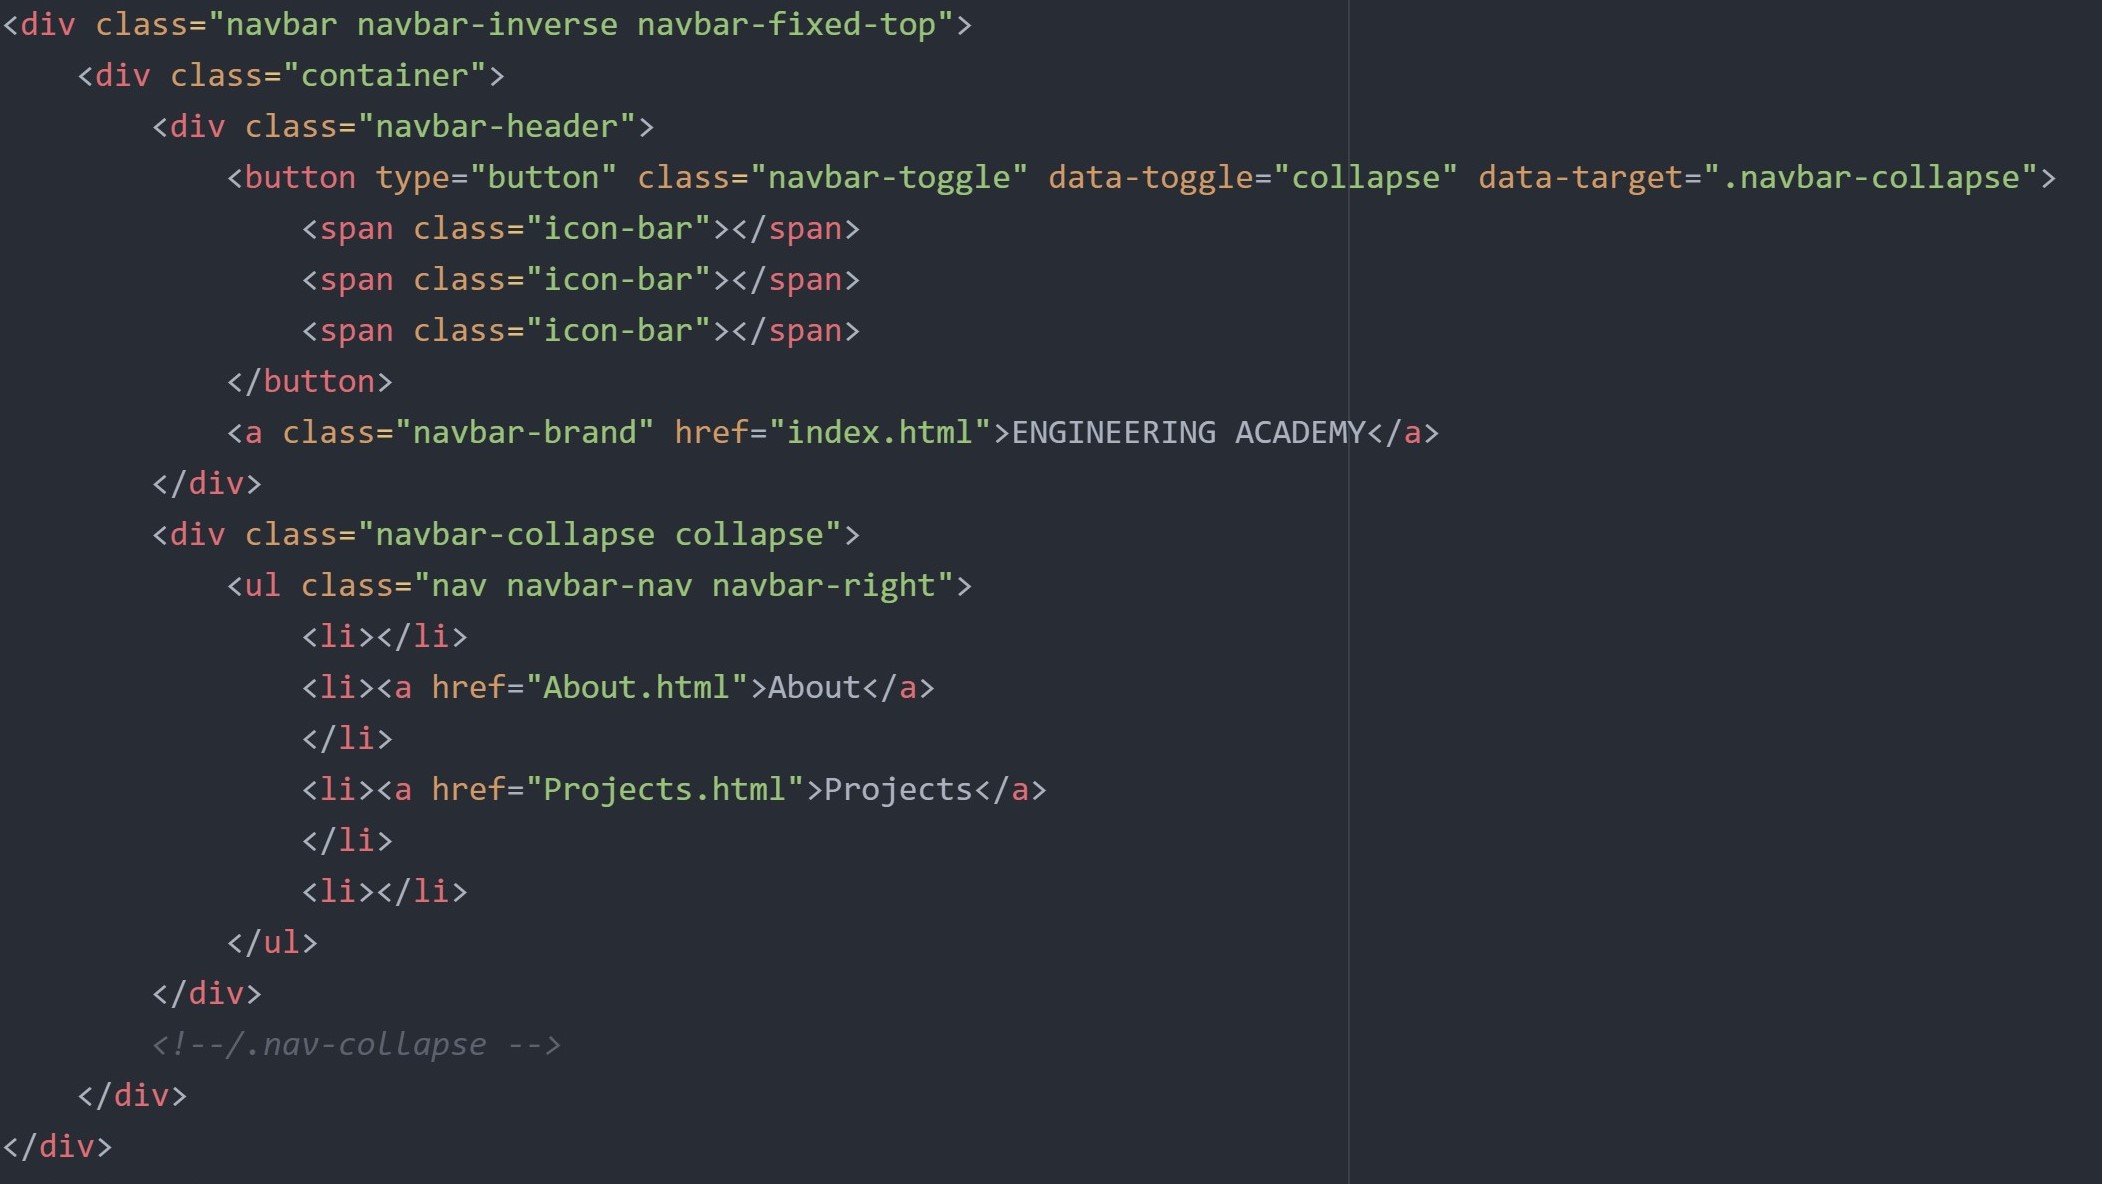 <div class="navbar navbar-inverse navbar-fixed-top">
    <div class="container">
        <div class="navbar-header">
            <button type="button" class="navbar-toggle" data-toggle="collapse" data-target=".navbar-collapse">
                <span class="icon-bar"></span>
                <span class="icon-bar"></span>
                <span class="icon-bar"></span>
            </button>
            <a class="navbar-brand" href="index.html">ENGINEERING ACADEMY</a>
        </div>
        <div class="navbar-collapse collapse">
            <ul class="nav navbar-nav navbar-right">
                <li></li>
                <li><a href="About.html">About</a>
                </li>
                <li><a href="Projects.html">Projects</a>
                </li>
                <li></li>
            </ul>
        </div>
        <!--/.nav-collapse -->
    </div>
</div>